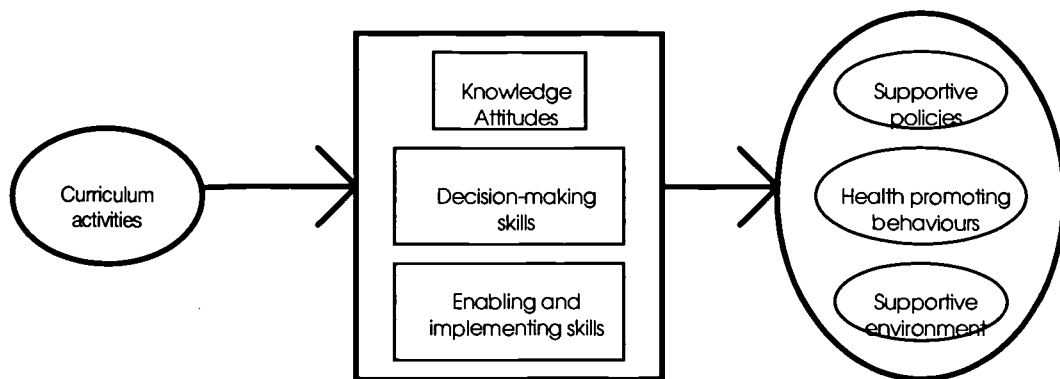 Curriculum
activities
Knowledge
Attitudes
Decision-making
skills
Enabling and
implementing skills
Supportive
policies
Health promoting
behaviours
Supportive
environment